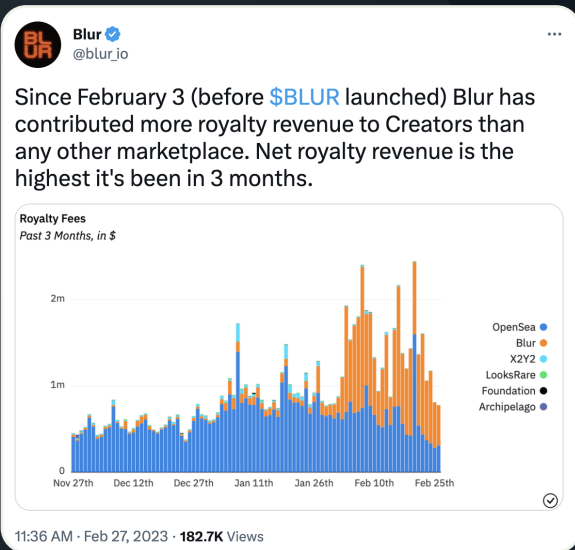 BL
UR
Blur
@blur_io
Since February 3 (before $BLUR launched) Blur has
contributed more royalty revenue to Creators than
any other marketplace. Net royalty revenue is the
highest it's been in 3 months.
Royalty Fees
Past 3 Months, in $
2m
1m
0
Nov 27th Dec 12th Dec 27th Jan 11th Jan 26th Feb 10th Feb 25th
OpenSea
Blur
X2Y2
LooksRare
Foundation
Archipelago
11:36 AM · Feb 27, 2023 · 182.7K Views